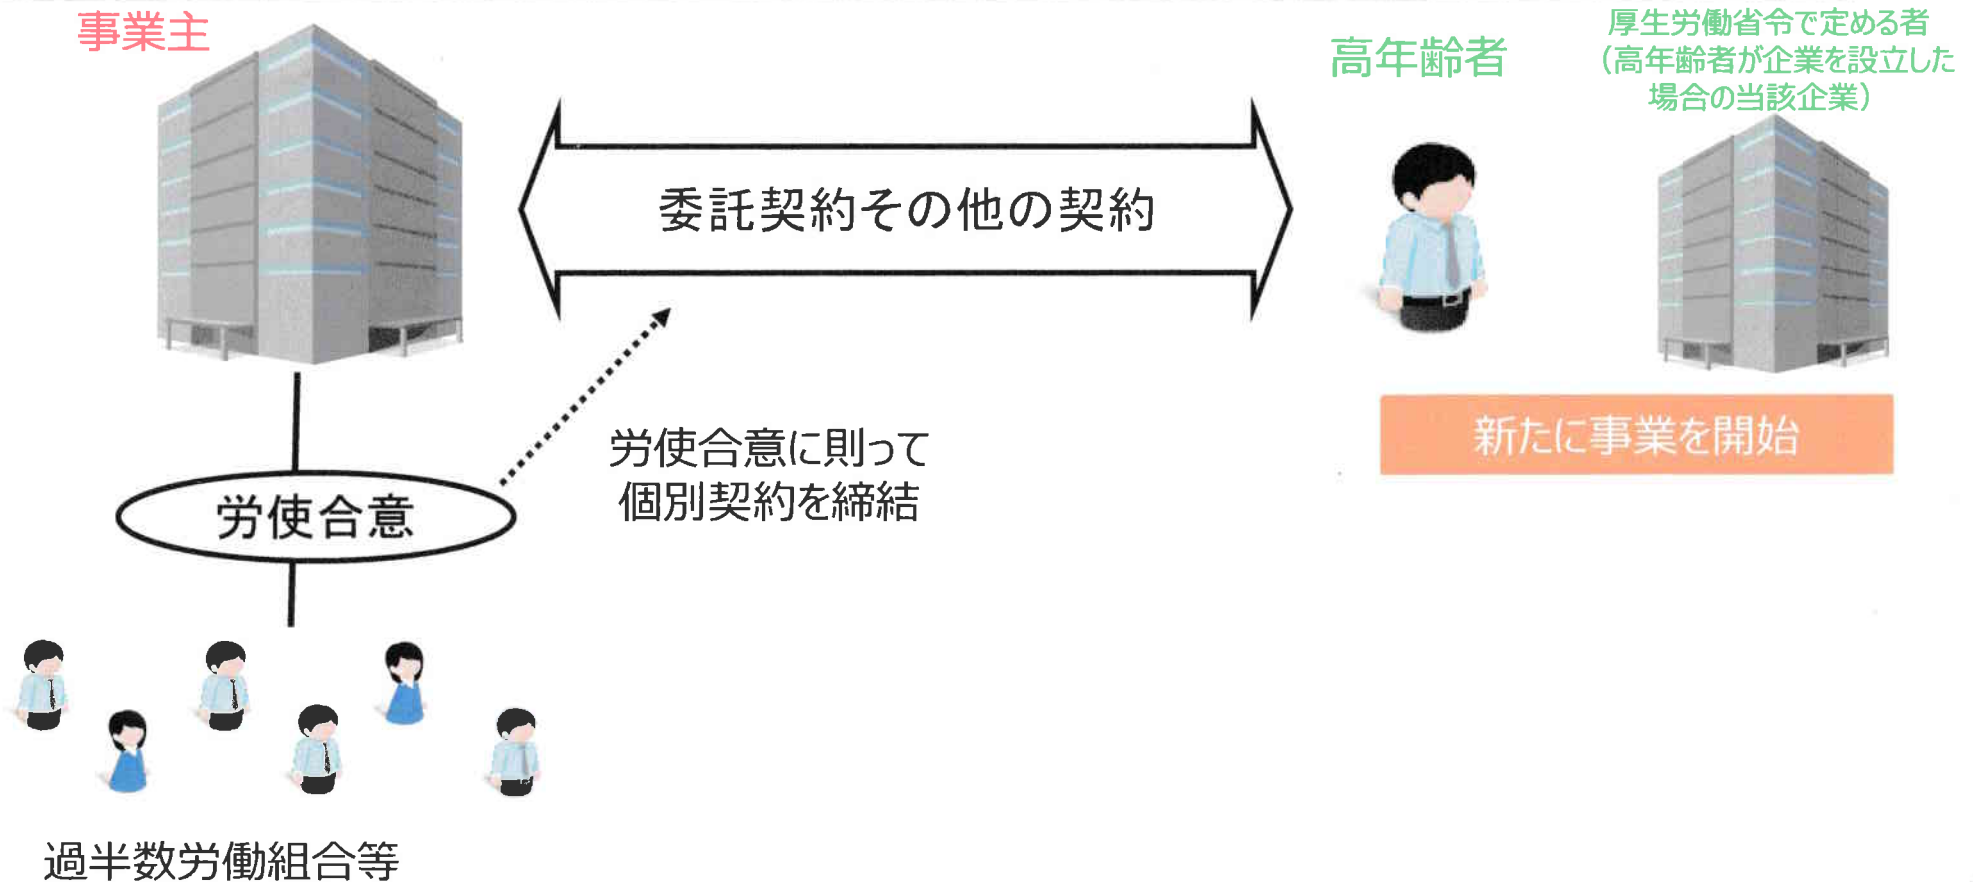 事業主
高年齢者
厚生労働省令で定める者
（高年齢者が企業を設立した
場合の当該企業）
委託契約その他の契約
新たに事業を開始
労使合意に則って
個別契約を締結
労使合意
過半数労働組合等